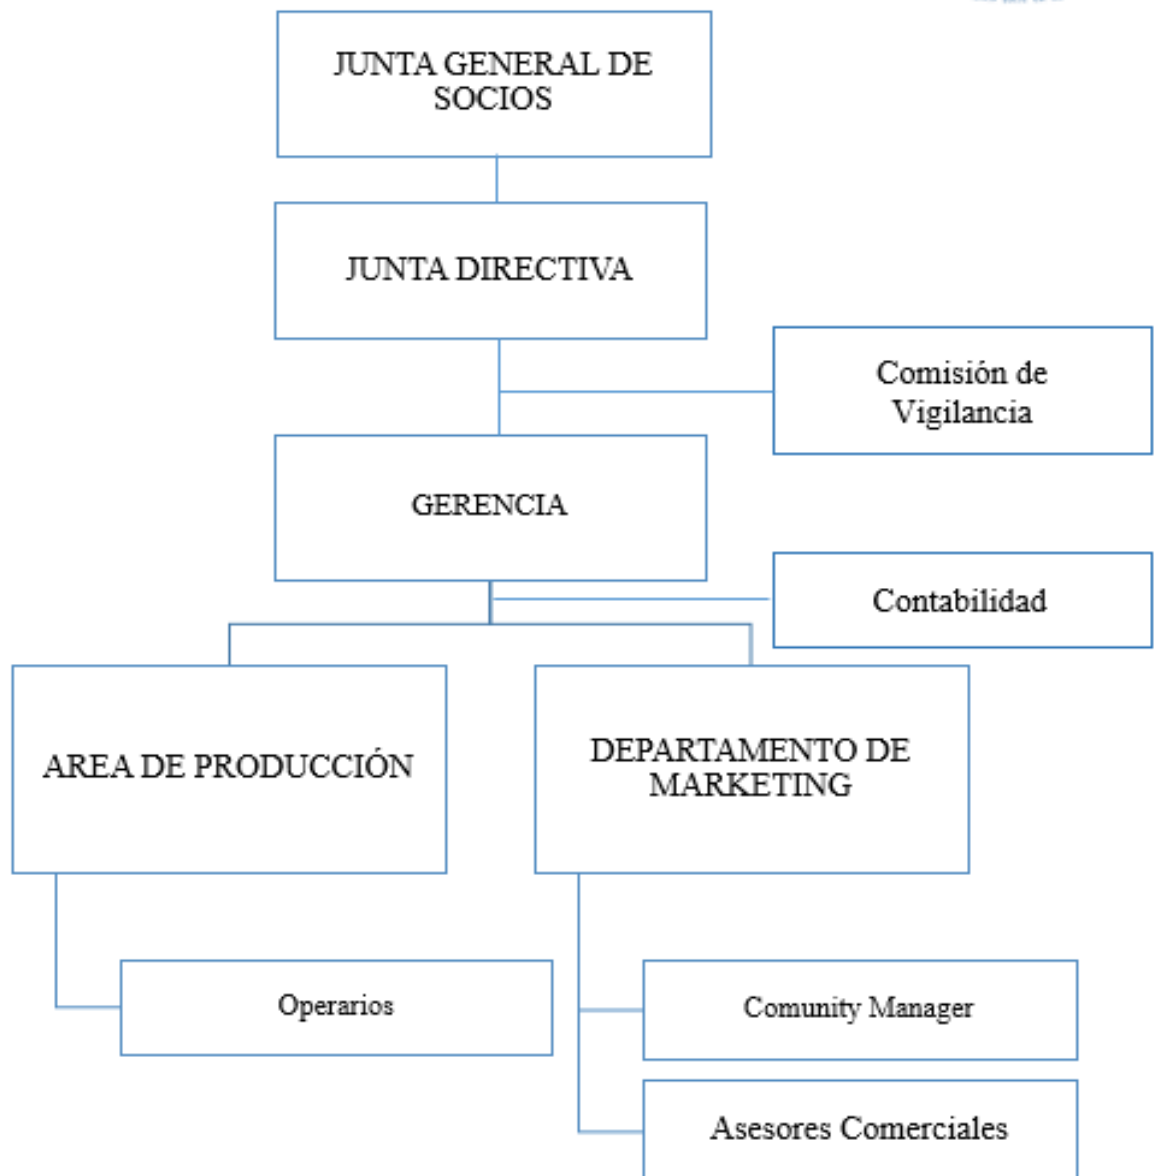 JUNTA GENERAL DE
SOCIOS
JUNTA DIRECTIVA
Comisión de
Vigilancia
GERENCIA
Contabilidad
AREA DE PRODUCCIÓN
DEPARTAMENTO DE
MARKETING
Operarios
Comunity Manager
Asesores Comerciales